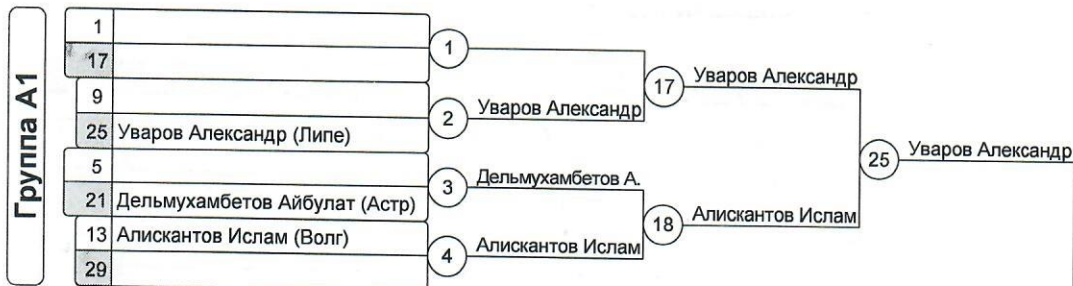 Группа А1
1
17
9
25 Уваров Александр (Липе)
5
21 Дельмухамбетов Айбулат (Астр)
13 Алискантов Ислам (Волг)
29
1
2 Уваров Александр
3 Дельмухамбетов А.
4 Алискантов Ислам
17 Уваров Александр
18 Алискантов Ислам
25 Уваров Александр